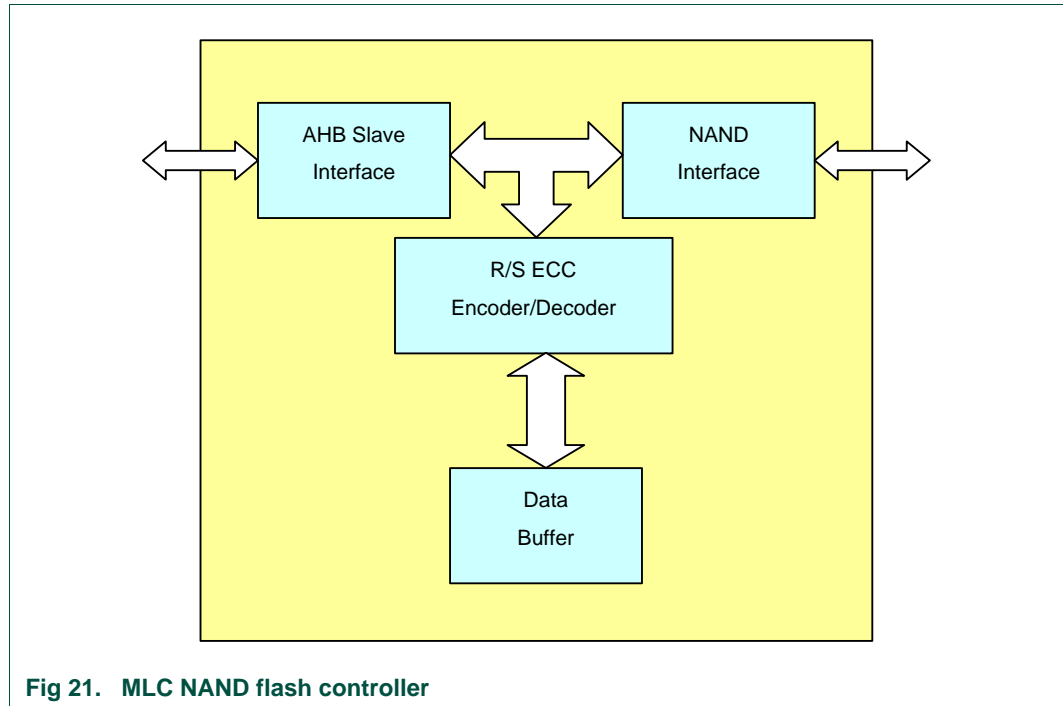 AHB Slave
Interface
NAND
Interface
R/S ECC
Encoder/Decoder
Data
Buffer
Fig 21. MLC NAND flash controller